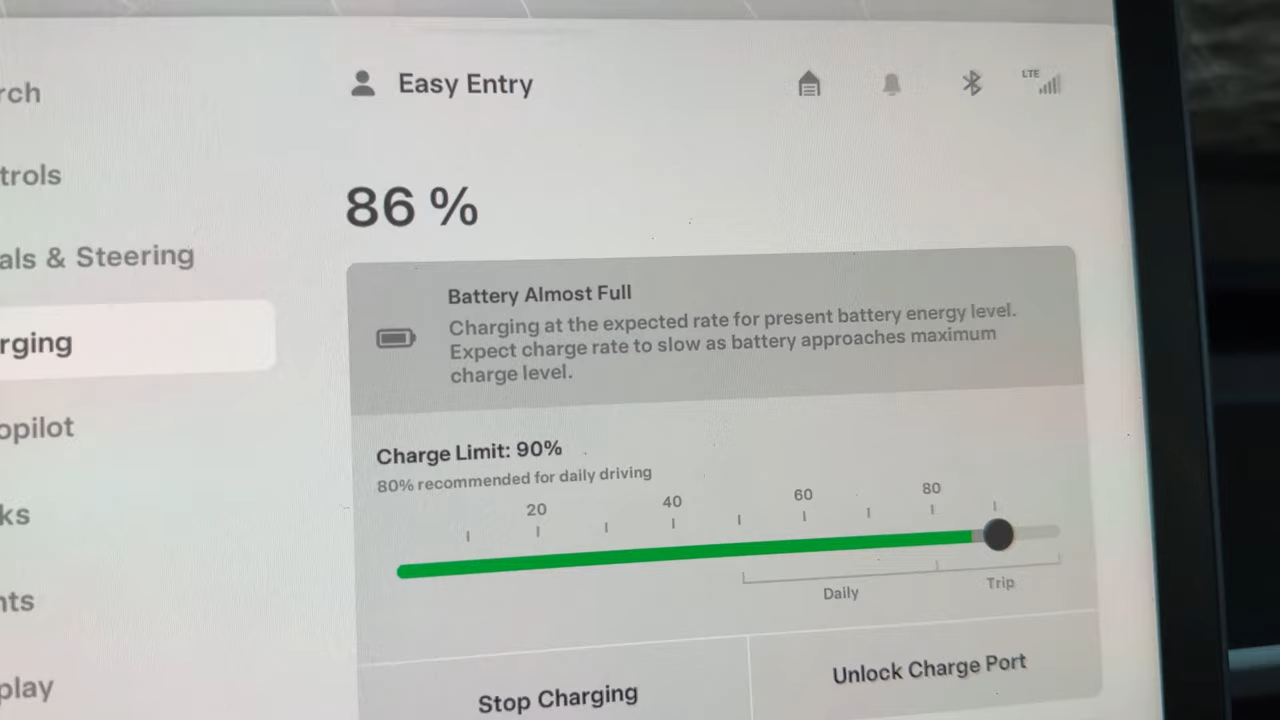 Easy Entry
LTE
rch
trols
als & Steering
rging
opilot
ks
nts
play
86 %
Battery Almost Full
Charging at the expected rate for present battery energy level.
Expect charge rate to slow as battery approaches maximum
charge level.
Charge Limit: 90%
80% recommended for daily driving
20 40 60 80
Daily Trip
Stop Charging
Unlock Charge Port